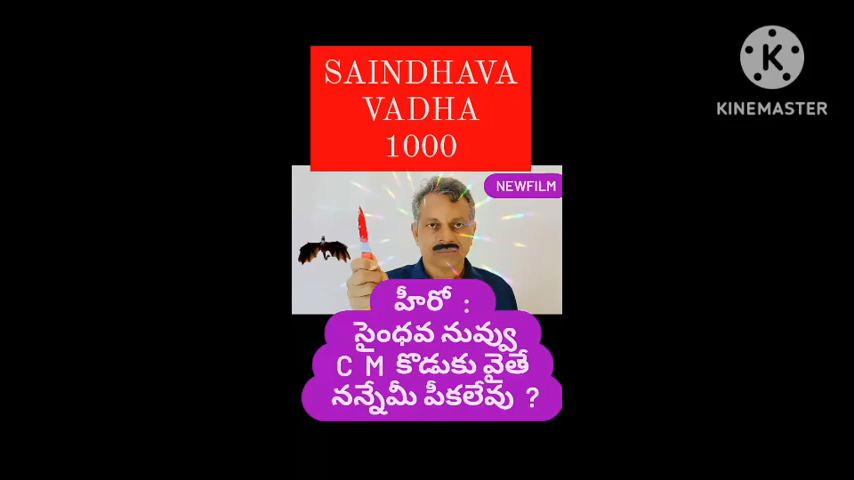 SAINDHAVA
VADHA
1000
KINEMASTER
NEWFILM
హీరో :
సైంధవ నువ్వు
C M కొడుకు వైతే
నన్నేమీ పీకలేవు ?